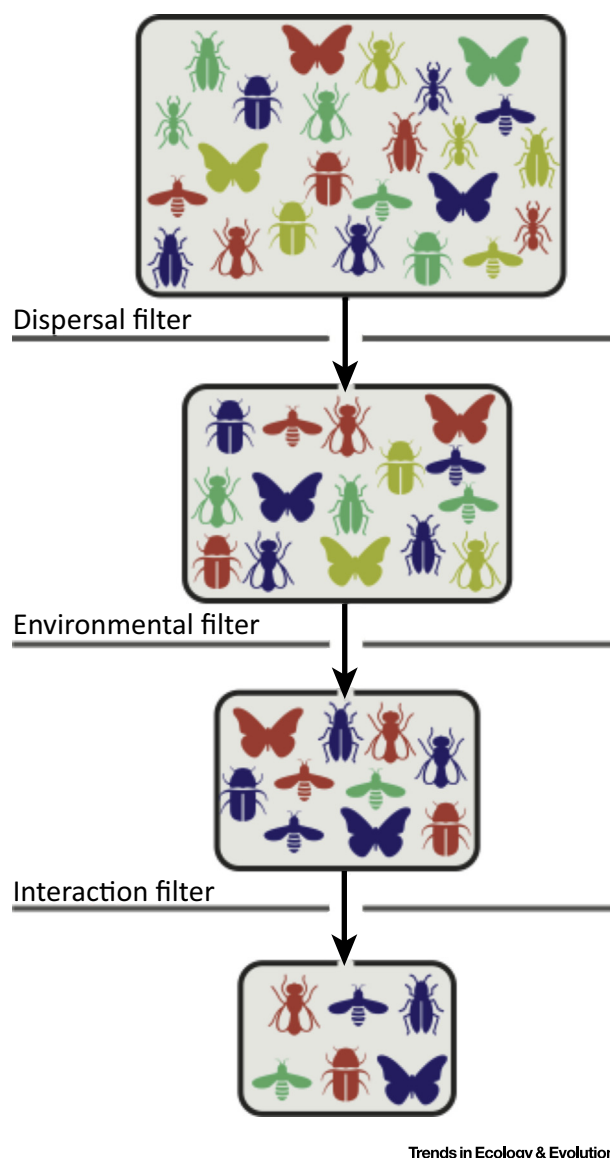 Dispersal filter
Environmental filter
Interaction filter
Trends in Ecology & Evolution